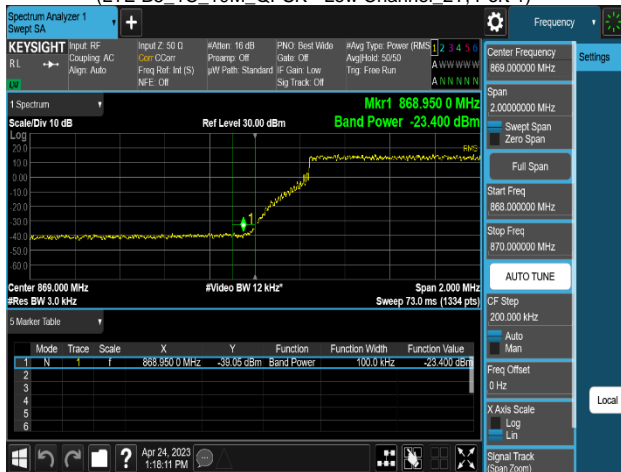 Spectrum Analyzer 1
Swept SA
Frequency
KEYSIGHT
RL
LXI
Input: RF
Coupling: AC
Align: Auto
Input Z: 50 Ω
Corr CCorr
Freq Ref: Int (S)
NFE: Off
#Atten: 16 dB
Preamp: Off
µW Path: Standard
PNO: Best Wide
Gate: Off
IF Gain: Low
Sig Track: Off
#Avg Type: Power (RMS
Avg|Hold: 50/50
Trig: Free Run
1 2 3 4 5 6
A W W W W W
A N N N N N
1 Spectrum
Scale/Div 10 dB
Ref Level 30.00 dBm
Mkr1 868.950 0 MHz
Band Power -23.400 dBm
Log
20.0
10.0
0.00
-10.0
-20.0
-30.0
-40.0
-50.0
-60.0
RMS
1
Center 869.000 MHz
#Res BW 3.0 kHz
#Video BW 12 kHz*
Span 2.000 MHz
Sweep 73.0 ms (1334 pts)
5 Marker Table
Mode Trace Scale X Y Function Function Width Function Value
1 N 1 f 868.950 0 MHz -39.05 dBm Band Power 100.0 kHz -23.400 dBm
2
3
4
5
6
Apr 24, 2023
1:18:11 PM
Center Frequency
869.000000 MHz
Settings
Span
2.00000000 MHz
Swept Span
Zero Span
Full Span
Start Freq
868.000000 MHz
Stop Freq
870.000000 MHz
AUTO TUNE
CF Step
200.000 kHz
Auto
Man
Freq Offset
0 Hz
X Axis Scale
Log
Lin
Local
Signal Track
(Span Zoom)